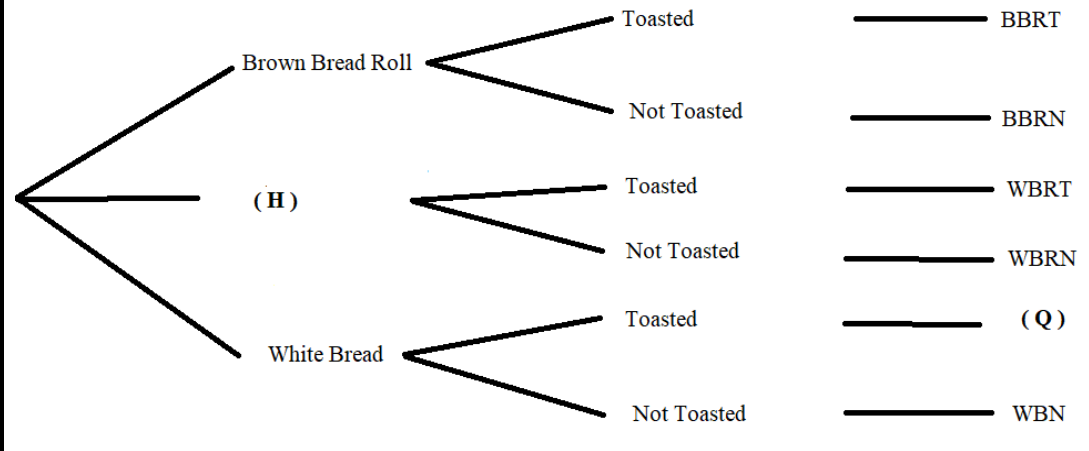 Toasted BBRT
Brown Bread Roll
Not Toasted BBRN
Toasted WBRT
( H )
Not Toasted WBRN
Toasted ( Q )
White Bread
Not Toasted WBN